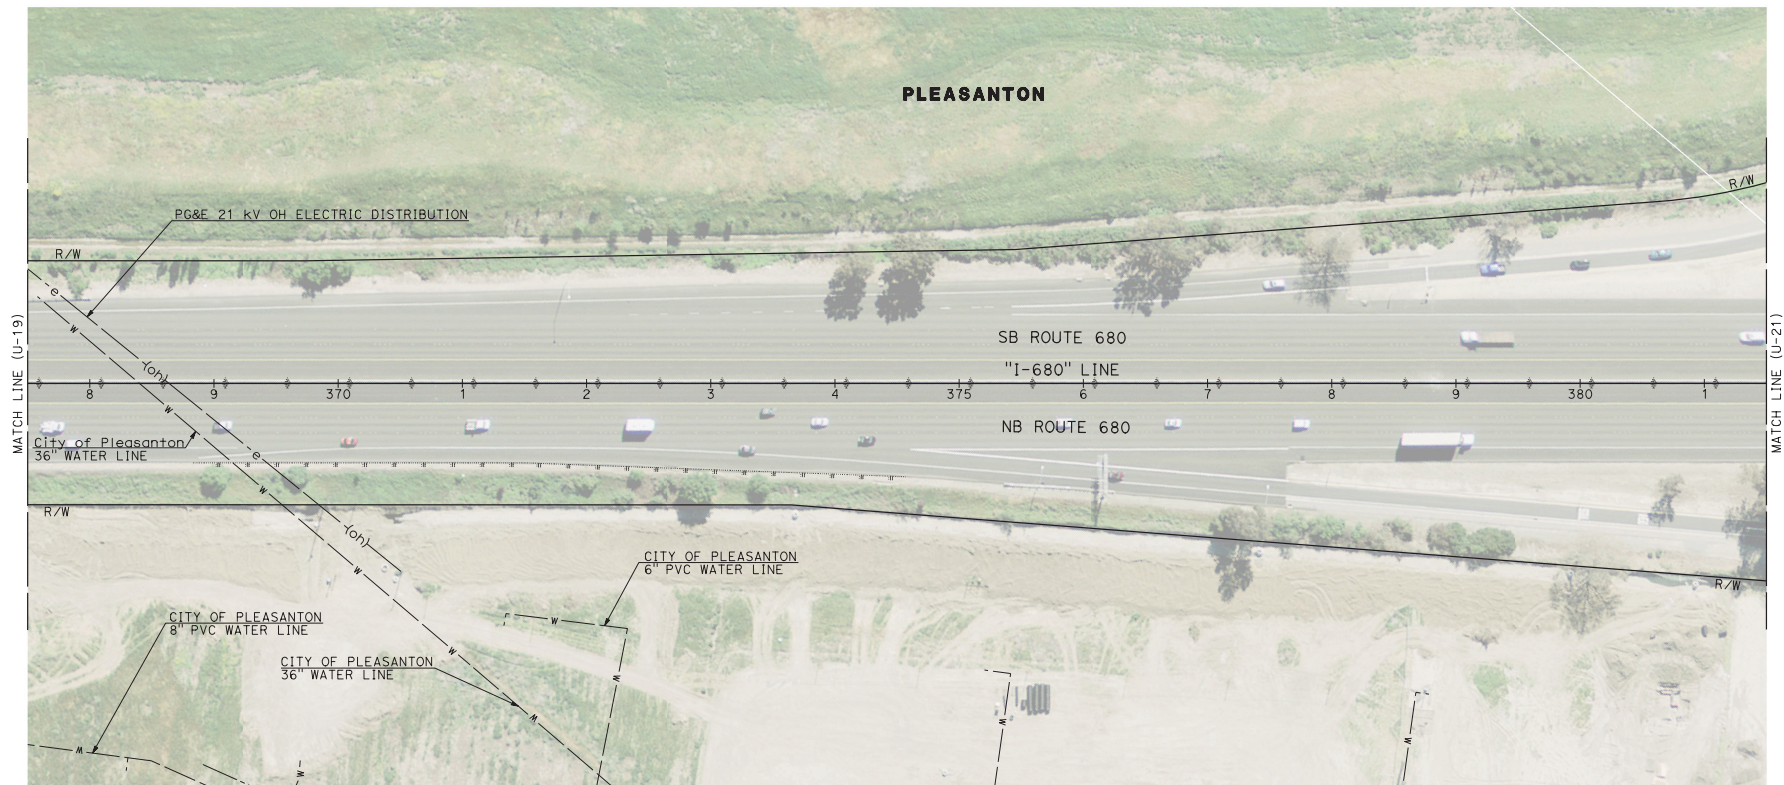 PLEASANTON
R/W
PG&E 21 kV OH ELECTRIC DISTRIBUTION
R/W
e
w
(oh)
MATCH LINE (U-19)
SB ROUTE 680
"I-680" LINE
MATCH LINE (U-21)
8 9 370 1 2 3 4 375 6 7 8 9 380 1
w
NB ROUTE 680
City of Pleasanton
36" WATER LINE
e
w
R/W
(oh)
CITY OF PLEASANTON
6" PVC WATER LINE
w
R/W
CITY OF PLEASANTON
8" PVC WATER LINE
w
w
CITY OF PLEASANTON
36" WATER LINE
w
w
w
w
w
w
w